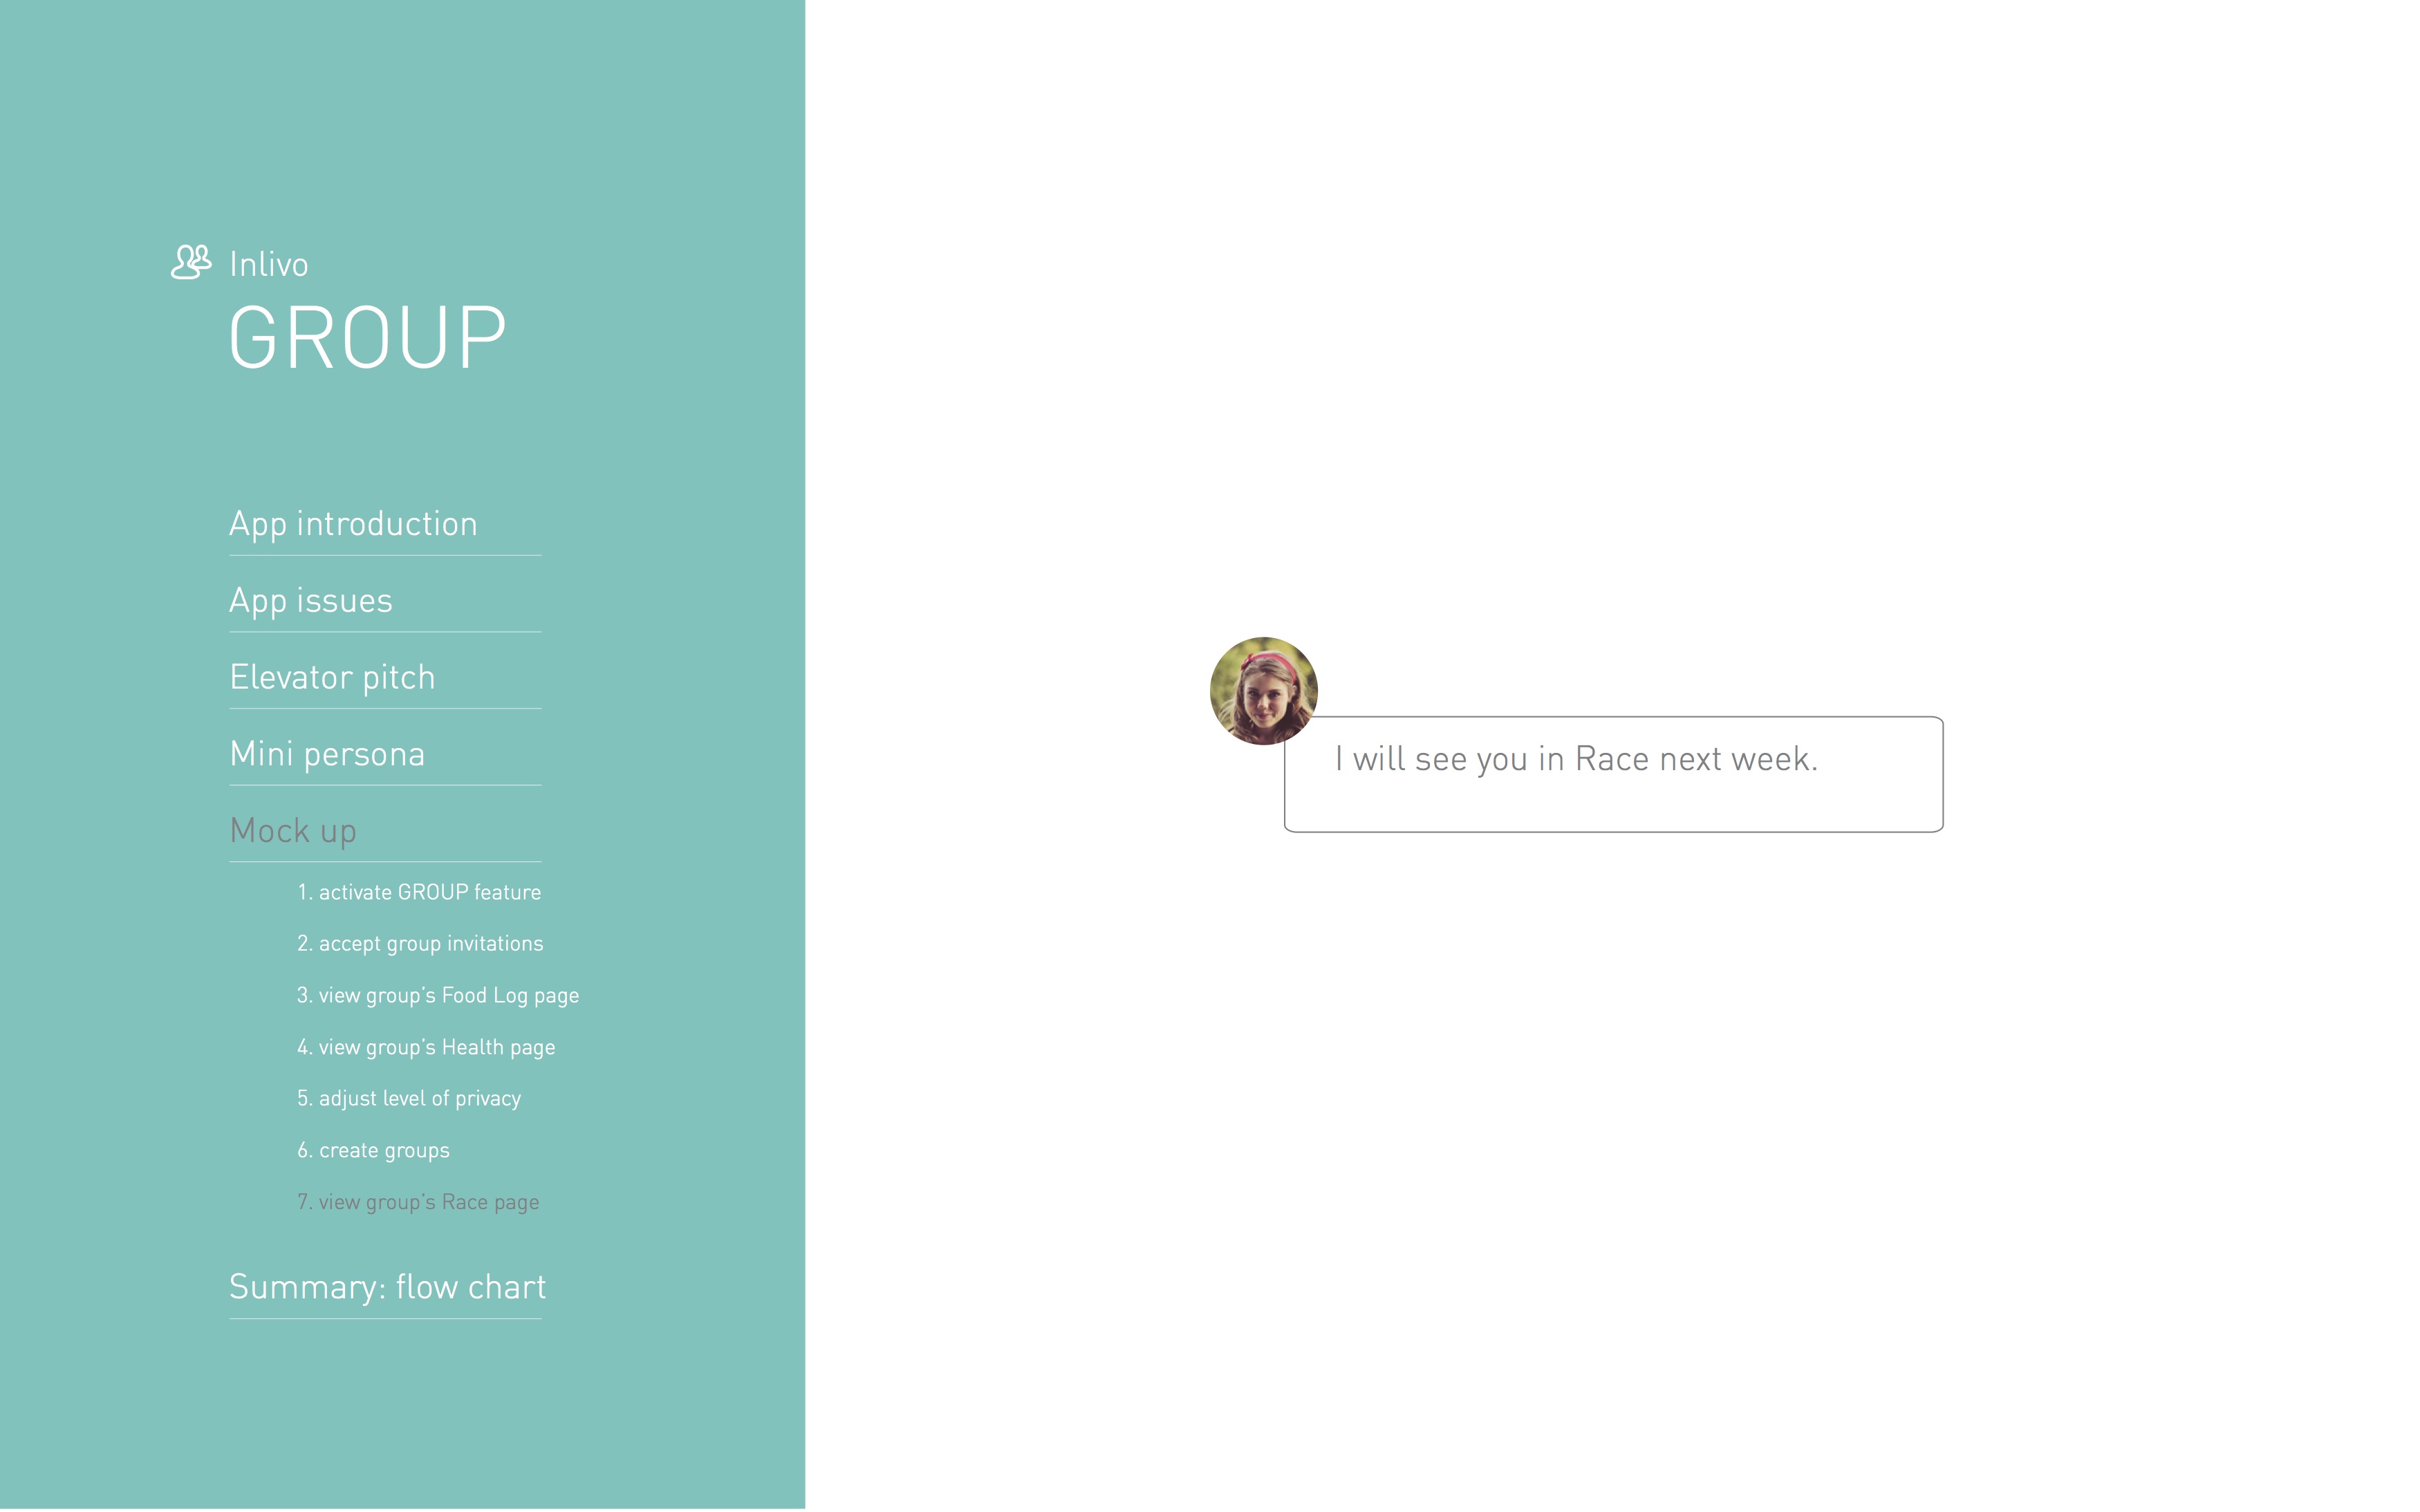 Inlivo
GROUP
App introduction
App issues
Elevator pitch
Mini persona
Mock up
1. activate GROUP feature
2. accept group invitations
3. view group's Food Log page
4. view group's Health page
5. adjust level of privacy
6. create groups
7. view group's Race page
Summary: flow chart
I will see you in Race next week.